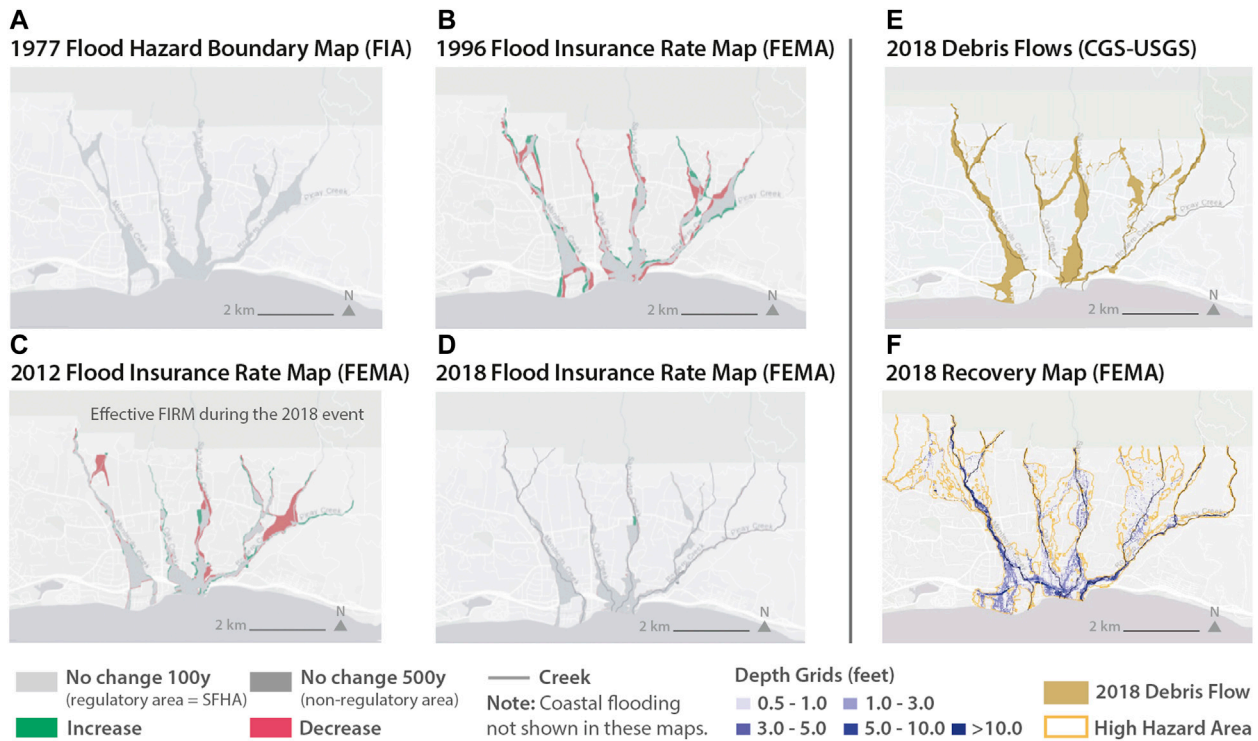 A
1977 Flood Hazard Boundary Map (FIA)
2 km
N
B
1996 Flood Insurance Rate Map (FEMA)
2 km
N
E
2018 Debris Flows (CGS-USGS)
2 km
N
C
2012 Flood Insurance Rate Map (FEMA)
Effective FIRM during the 2018 event
2 km
N
D
2018 Flood Insurance Rate Map (FEMA)
2 km
N
F
2018 Recovery Map (FEMA)
2 km
N
No change 100y
(regulatory area = SFHA)
Increase
No change 500y
(non-regulatory area)
Decrease
Creek
Note: Coastal flooding
not shown in these maps.
Depth Grids (feet)
0.5 - 1.0
1.0 - 3.0
3.0 - 5.0
5.0 - 10.0
>10.0
2018 Debris Flow
High Hazard Area